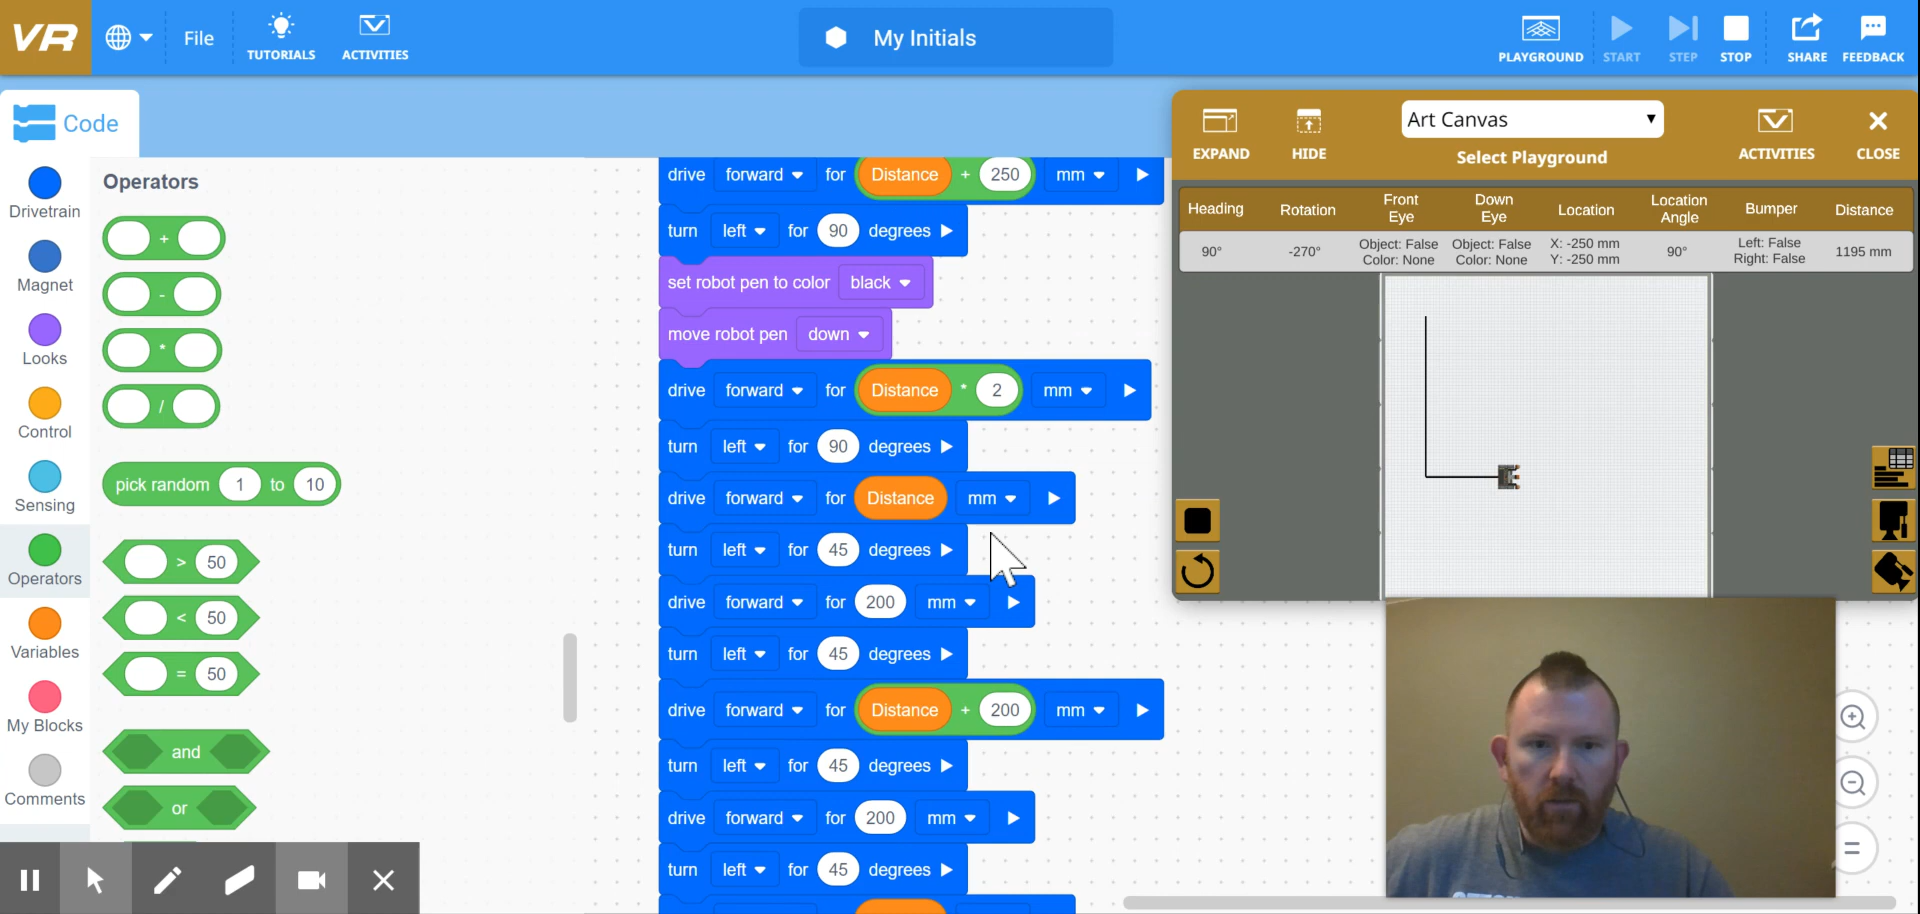 VR File TUTORIALS ACTIVITIES My Initials PLAYGROUND START STEP STOP SHARE FEEDBACK
Code
Drivetrain
Magnet
Looks
Control
Sensing
Operators
Variables
My Blocks
Comments
Operators
+
-
*
/
pick random 1 to 10
> 50
< 50
= 50
and
or
drive forward for Distance + 250 mm
turn left for 90 degrees
set robot pen to color black
move robot pen down
drive forward for Distance * 2 mm
turn left for 90 degrees
drive forward for Distance mm
turn left for 45 degrees
drive forward for 200 mm
turn left for 45 degrees
drive forward for Distance + 200 mm
turn left for 45 degrees
drive forward for 200 mm
turn left for 45 degrees
EXPAND HIDE Art Canvas ACTIVITIES CLOSE
Select Playground
Heading Rotation Front Eye Down Eye Location Location Angle Bumper Distance
90° -270° Object: False Object: False X: -250 mm 90° Left: False 1195 mm
Color: None Color: None Y: -250 mm Right: False